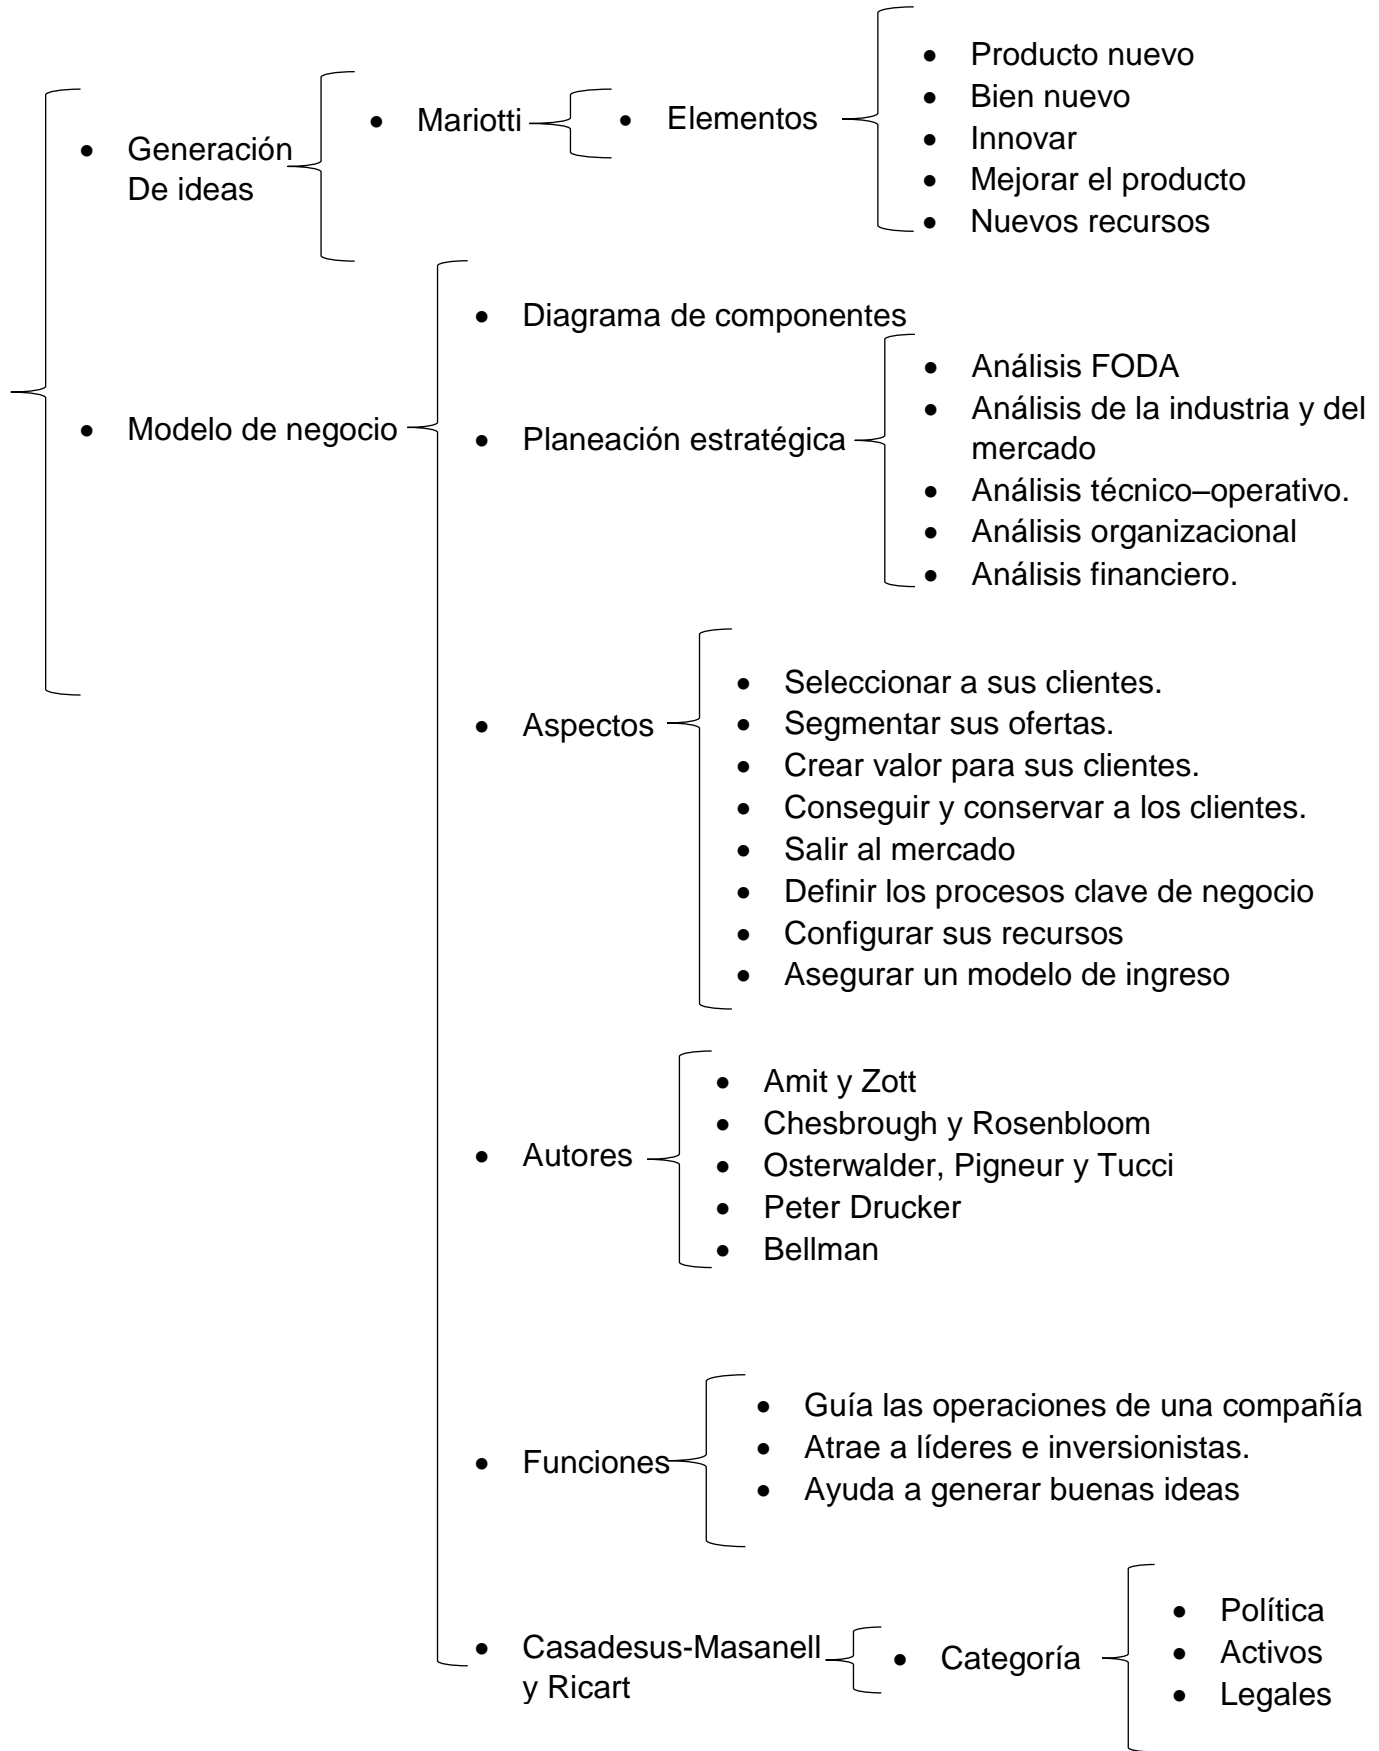 • Generación
De ideas
• Mariotti
• Elementos
• Producto nuevo
• Bien nuevo
• Innovar
• Mejorar el producto
• Nuevos recursos
• Modelo de negocio
• Diagrama de componentes
• Planeación estratégica
• Análisis FODA
• Análisis de la industria y del
mercado
• Análisis técnico–operativo.
• Análisis organizacional
• Análisis financiero.
• Aspectos
• Seleccionar a sus clientes.
• Segmentar sus ofertas.
• Crear valor para sus clientes.
• Conseguir y conservar a los clientes.
• Salir al mercado
• Definir los procesos clave de negocio
• Configurar sus recursos
• Asegurar un modelo de ingreso
• Autores
• Amit y Zott
• Chesbrough y Rosenbloom
• Osterwalder, Pigneur y Tucci
• Peter Drucker
• Bellman
• Funciones
• Guía las operaciones de una compañía
• Atrae a líderes e inversionistas.
• Ayuda a generar buenas ideas
• Casadesus-Masanell
y Ricart
• Categoría
• Política
• Activos
• Legales